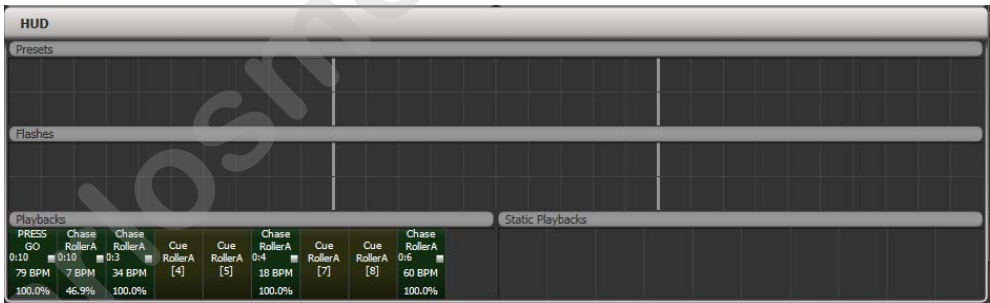 HUD
Presets
Flashes
Playbacks
Static Playbacks
PRESS
GO
0:10
79 BPM
100.0%
Chase
RollerA
0:10
7 BPM
46.9%
Chase
RollerA
0:3
34 BPM
100.0%
Cue
RollerA
[4]
Cue
RollerA
[5]
Chase
RollerA
0:4
18 BPM
100.0%
Cue
RollerA
[7]
Cue
RollerA
[8]
Chase
RollerA
0:6
60 BPM
100.0%